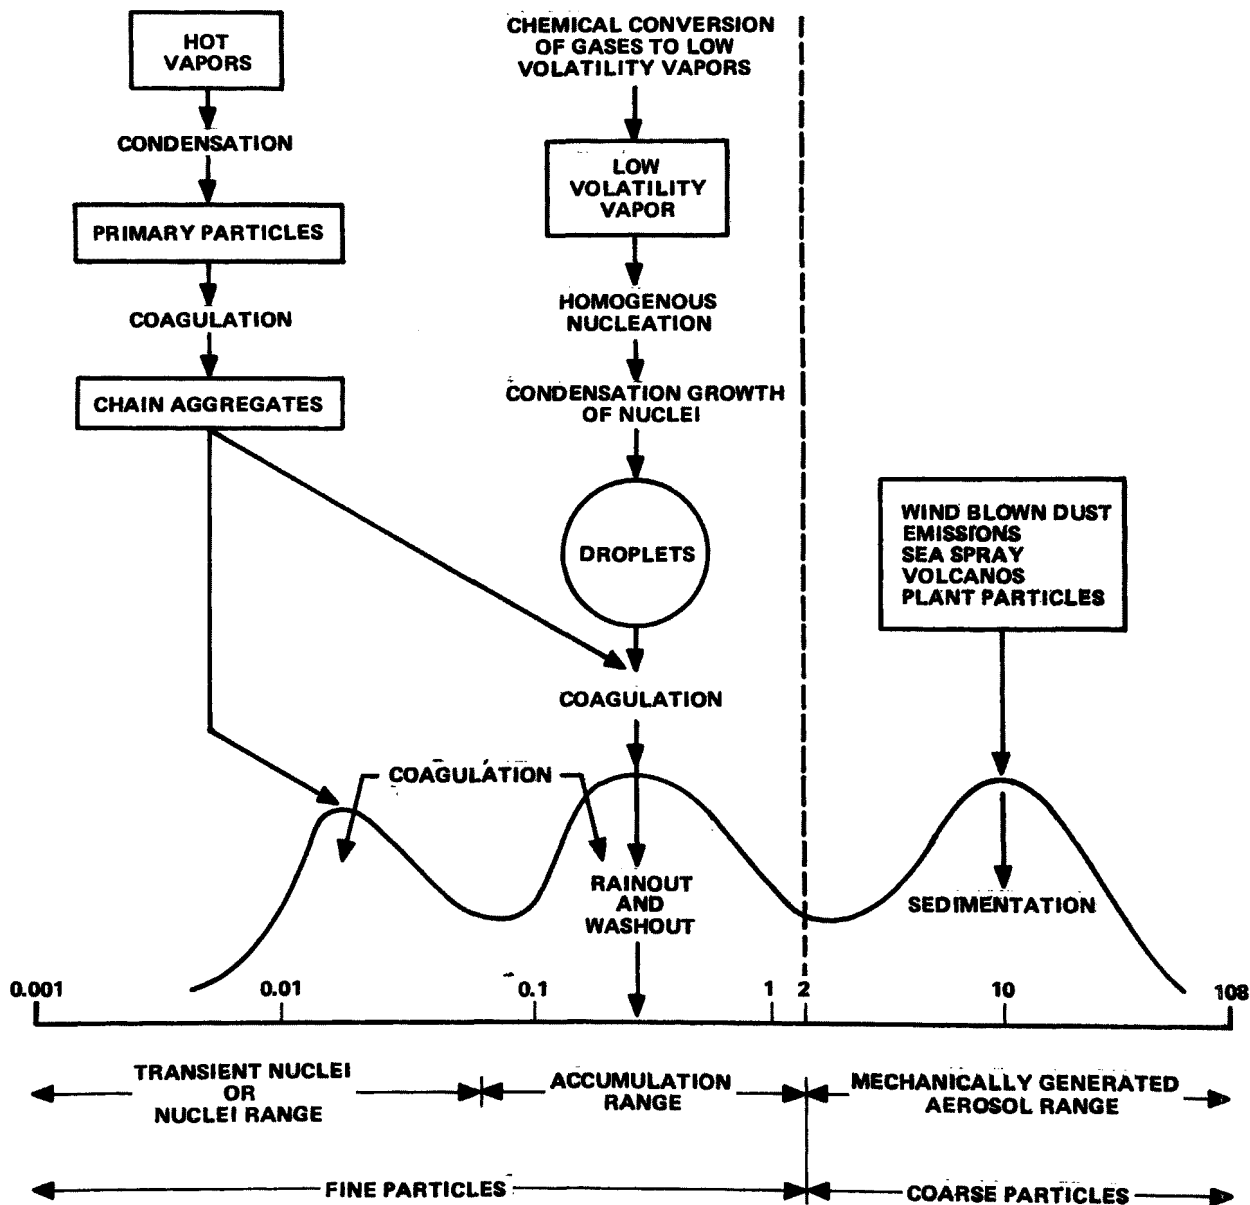 HOT
VAPORS
CONDENSATION
PRIMARY PARTICLES
COAGULATION
CHAIN AGGREGATES
CHEMICAL CONVERSION
OF GASES TO LOW
VOLATILITY VAPORS
LOW
VOLATILITY
VAPOR
HOMOGENOUS
NUCLEATION
CONDENSATION GROWTH
OF NUCLEI
DROPLETS
COAGULATION
WIND BLOWN DUST
EMISSIONS
SEA SPRAY
VOLCANOS
PLANT PARTICLES
COAGULATION
RAINOUT
AND
WASHOUT
SEDIMENTATION
0.001 0.01 0.1 1 2 10 108
TRANSIENT NUCLEI
OR
NUCLEI RANGE
ACCUMULATION
RANGE
MECHANICALLY GENERATED
AEROSOL RANGE
FINE PARTICLES
COARSE PARTICLES